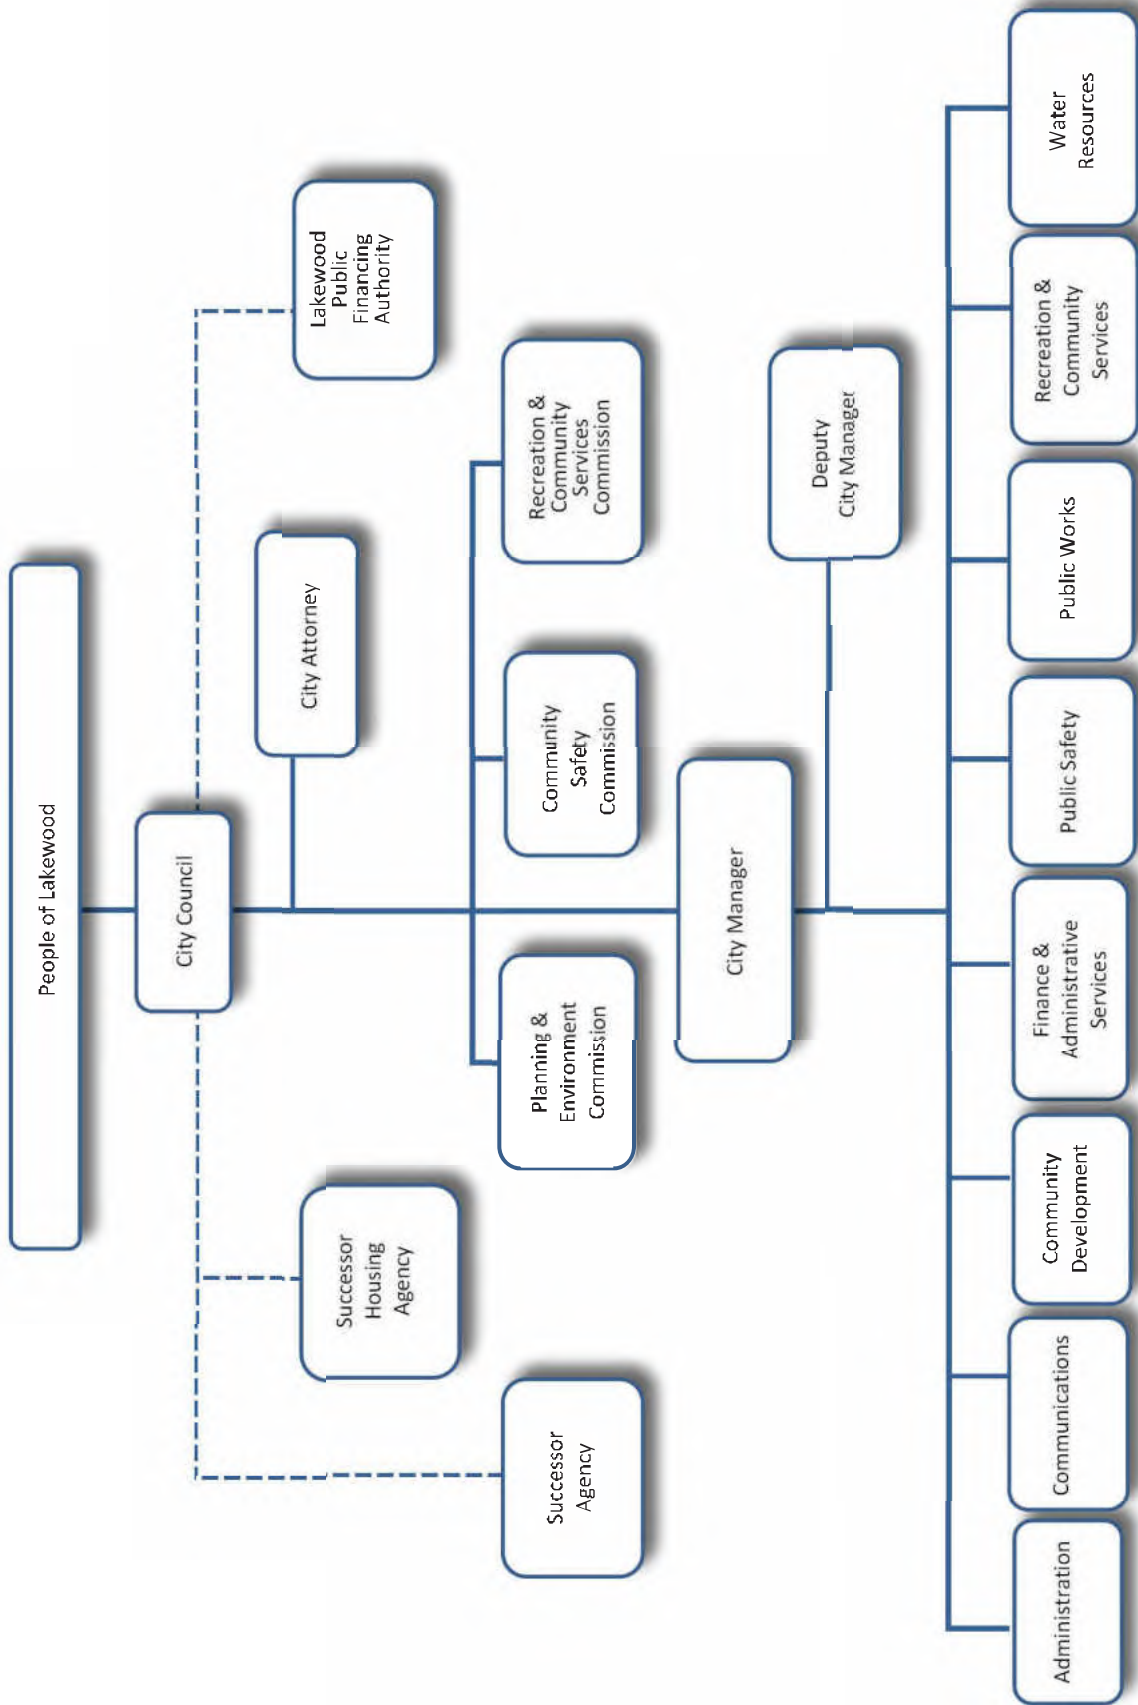 People of Lakewood
City Council
Lakewood
Public
Financing
Authority
City Attorney
Successor
Housing
Agency
Successor
Agency
Planning &
Environment
Commission
Community
Safety
Commission
Recreation &
Community
Services
Commission
City Manager
Deputy
City Manager
Administration
Communications
Community
Development
Finance &
Administrative
Services
Public Safety
Public Works
Recreation &
Community
Services
Water
Resources